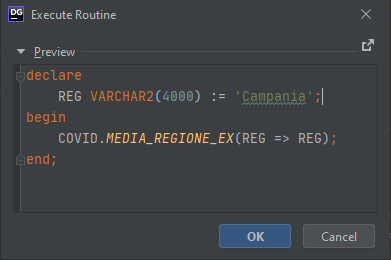 DG Execute Routine
Preview
declare
    REG VARCHAR2(4000) := 'Campania';
begin
    COVID.MEDIA_REGIONE_EX(REG => REG);
end;
OK Cancel